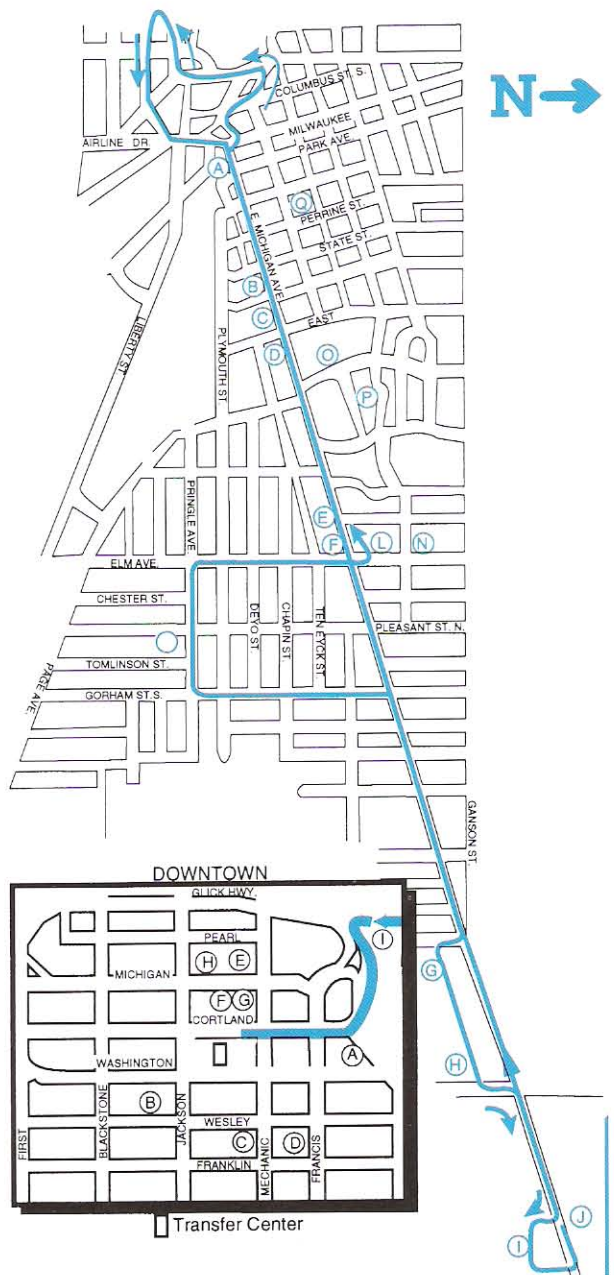 N
COLUMBUS ST. S.
MILWAUKEE
PARK AVE.
AIRLINE DR.
A
Q
PERRINE ST.
STATE ST.
E. MICHIGAN AVE.
B
C
EAST
D
O
LIBERTY ST.
PLYMOUTH ST.
P
PRINGLE AVE.
E
F
L
N
ELM AVE.
CHESTER ST.
DEYO ST.
CHAPIN ST.
TEN EYCK ST.
PLEASANT ST. N.
TOMLINSON ST.
PAGE AVE.
GORHAM ST.S.
GANSON ST.
G
H
J
I
DOWNTOWN
GLICK HWY.
PEARL
I
H
E
MICHIGAN
F
G
CORTLAND
WASHINGTON
A
B
FIRST
BLACKSTONE
JACKSON
WESLEY
C
D
FRANKLIN
MECHANIC
FRANCIS
Transfer Center